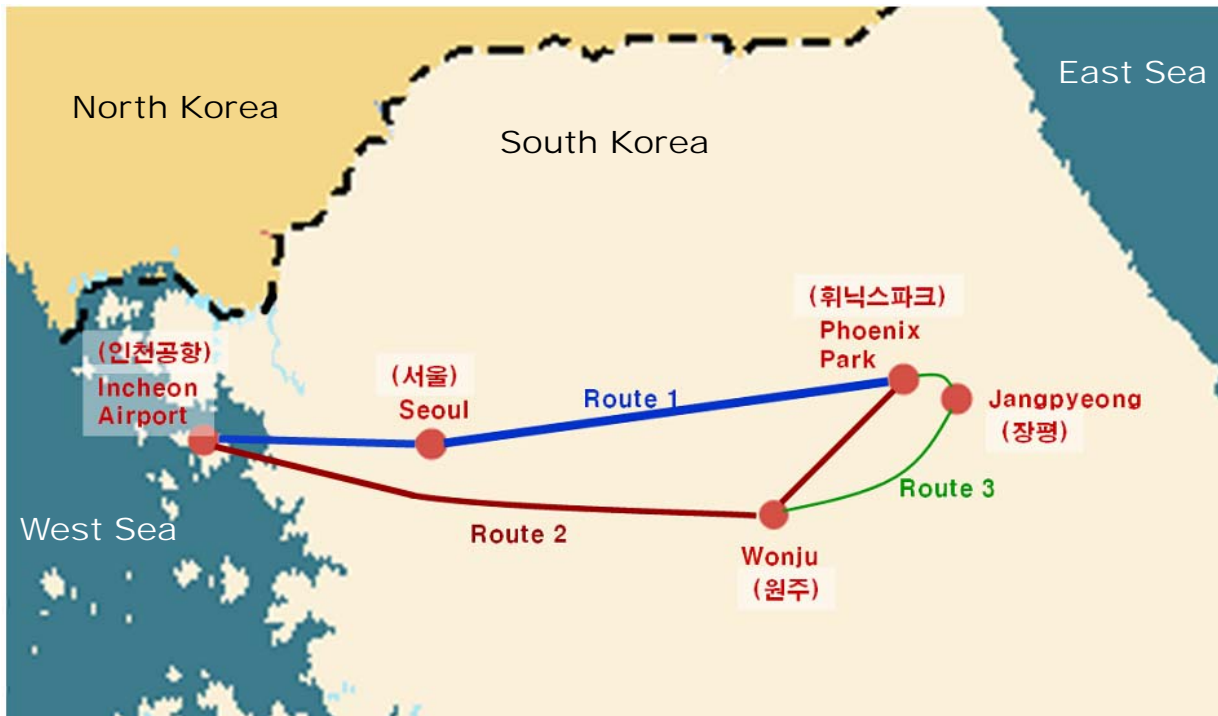 East Sea
North Korea
South Korea
(휘닉스파크)
Phoenix
Park
(인천공항)
Incheon
Airport
(서울)
Seoul
Route 1
Jangpyeong
(장평)
Route 3
West Sea
Route 2
Wonju
(원주)